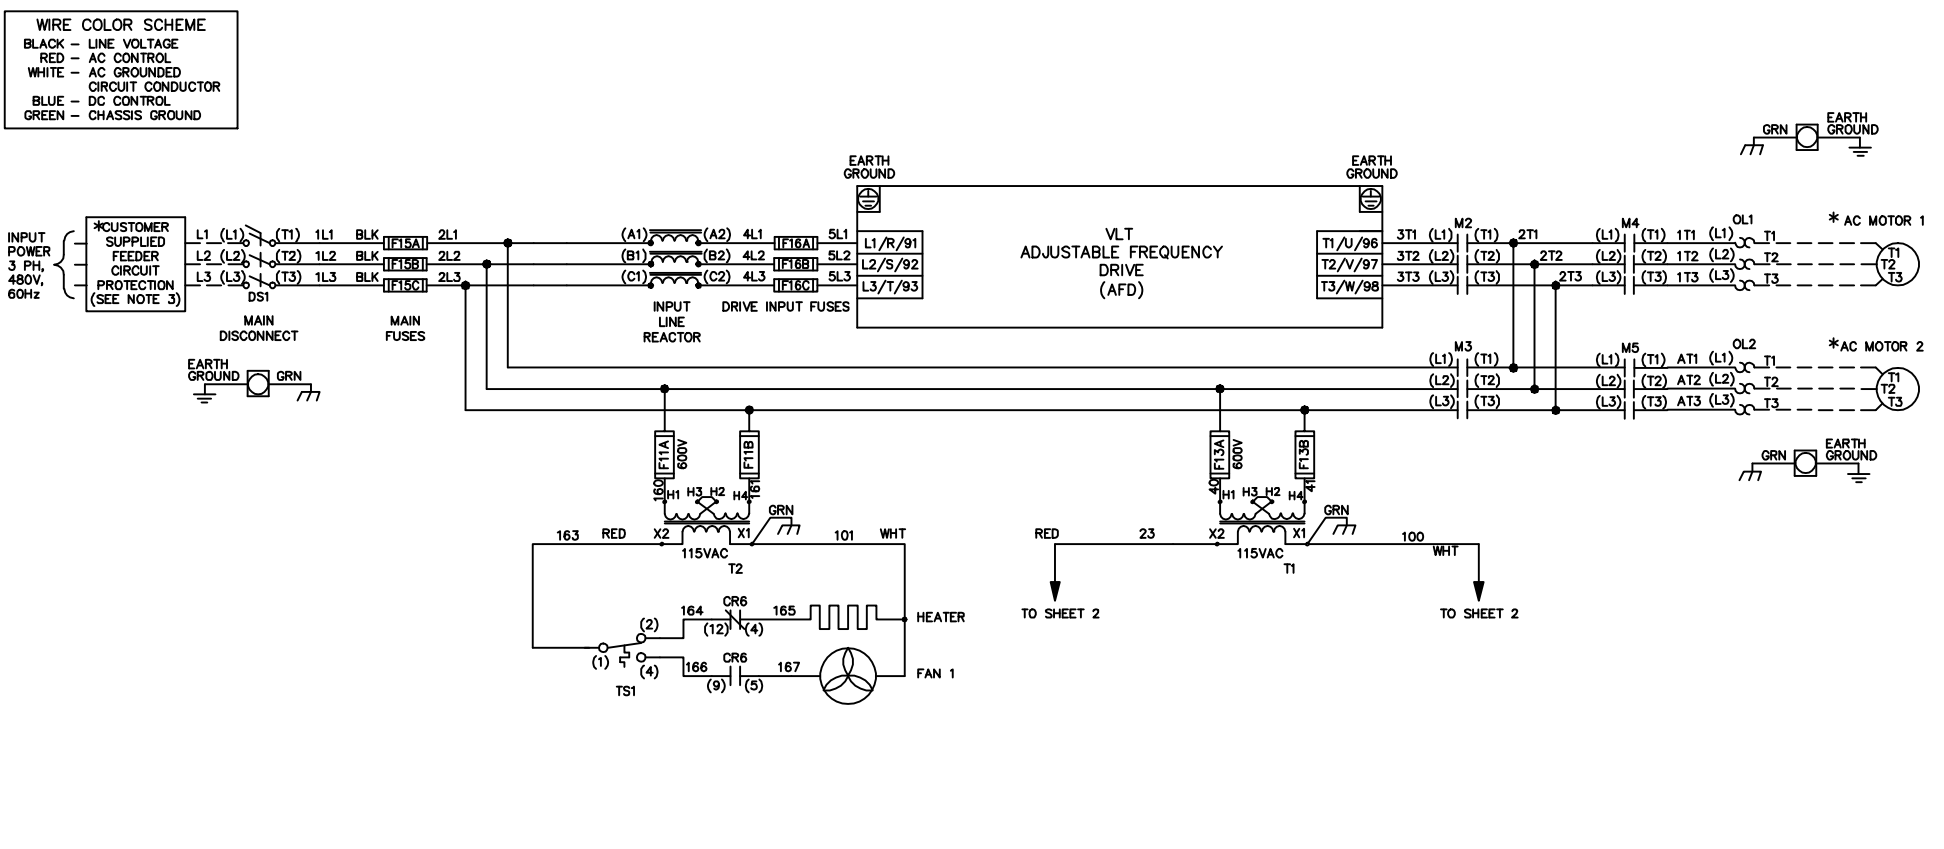 WIRE COLOR SCHEME
BLACK - LINE VOLTAGE
RED - AC CONTROL
WHITE - AC GROUNDED
CIRCUIT CONDUCTOR
BLUE - DC CONTROL
GREEN - CHASSIS GROUND
EARTH
GRN GROUND
EARTH
GROUND
EARTH
GROUND
INPUT
POWER
3 PH,
480V,
60Hz
*CUSTOMER
SUPPLIED
FEEDER
CIRCUIT
PROTECTION
(SEE NOTE 3)
L1 (L1) (T1) 1L1 BLK F15A 2L1
L2 (L2) (T2) 1L2 BLK F15B 2L2
L3 (L3) (T3) 1L3 BLK F15C 2L3
DS1
MAIN
DISCONNECT
MAIN
FUSES
(A1) (A2) 4L1 F16A 5L1 L1/R/91
(B1) (B2) 4L2 F16B 5L2 L2/S/92
(C1) (C2) 4L3 F16C 5L3 L3/T/93
INPUT
LINE
REACTOR
DRIVE INPUT FUSES
VLT
ADJUSTABLE FREQUENCY
DRIVE
(AFD)
M2 M4 OL1 * AC MOTOR 1
T1/U/96 3T1 (L1) (T1) 2T1 (L1) (T1) 1T1 (L1) T1 T1
T2/V/97 3T2 (L2) (T2) 2T2 (L2) (T2) 1T2 (L2) T2 T2
T3/W/98 3T3 (L3) (T3) 2T3 (L3) (T3) 1T3 (L3) T3 T3
M3 M5 OL2 *AC MOTOR 2
(L1) (T1) (L1) (T1) AT1 (L1) T1 T1
(L2) (T2) (L2) (T2) AT2 (L2) T2 T2
(L3) (T3) (L3) (T3) AT3 (L3) T3 T3
EARTH
GROUND GRN
EARTH
GRN GROUND
F11A
600V
F11B
160
161
H1 H3 H2 H4
GRN
163 RED X2 X1 101 WHT
115VAC
T2
F13A
600V
F13B
40
41
H1 H3 H2 H4
GRN
RED 23 X2 X1 100
WHT
115VAC
T1
TO SHEET 2
TO SHEET 2
CR6
164 165
(2) (12) (4)
HEATER
(1)
CR6
166 167
(4) (9) (5)
FAN 1
TS1